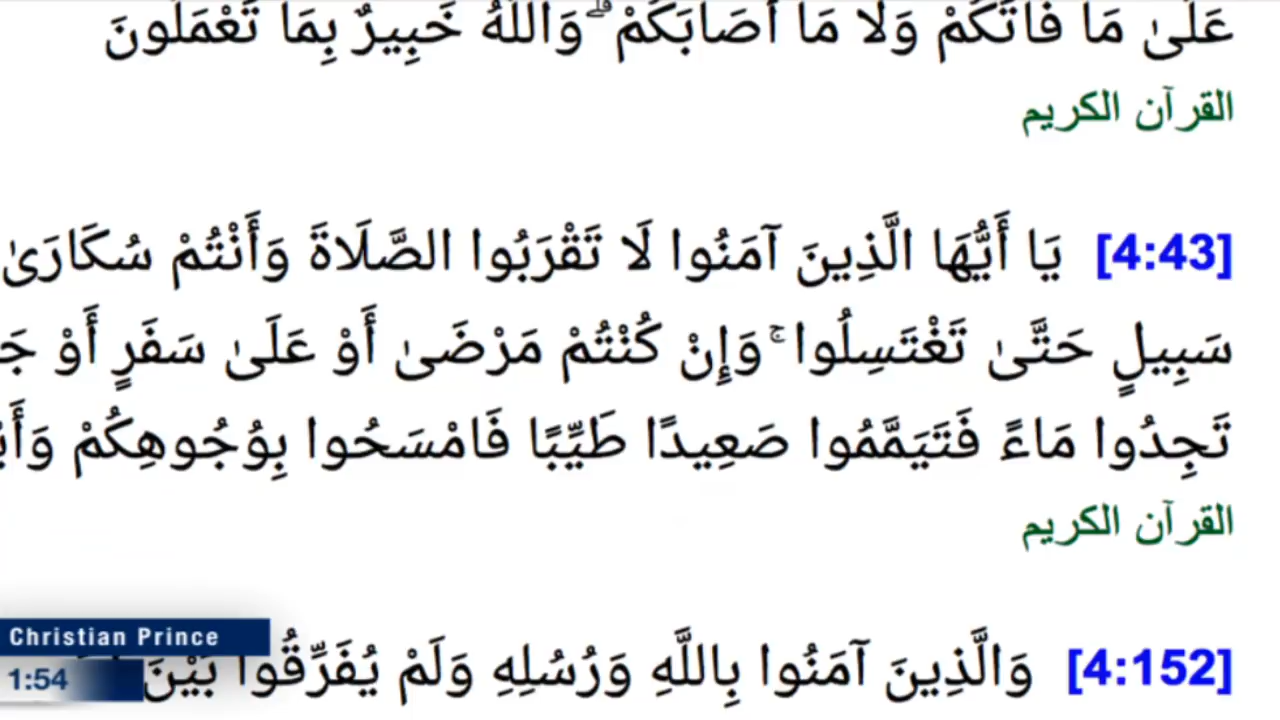 عَلَىٰ مَا فَاتَكُمْ وَلَا مَا أَصَابَكُمْ ۗ وَاللَّهُ خَبِيرٌ بِمَا تَعْمَلُونَ
القرآن الكريم
[4:43] يَا أَيُّهَا الَّذِينَ آمَنُوا لَا تَقْرَبُوا الصَّلَاةَ وَأَنْتُمْ سُكَارَىٰ
سَبِيلٍ حَتَّىٰ تَغْتَسِلُوا ۚ وَإِنْ كُنْتُمْ مَرْضَىٰ أَوْ عَلَىٰ سَفَرٍ أَوْ
تَجِدُوا مَاءً فَتَيَمَّمُوا صَعِيدًا طَيِّبًا فَامْسَحُوا بِوُجُوهِكُمْ
القرآن الكريم
[4:152] وَالَّذِينَ آمَنُوا بِاللَّهِ وَرُسُلِهِ وَلَمْ يُفَرِّقُوا بَيْنَ
Christian Prince
1:54